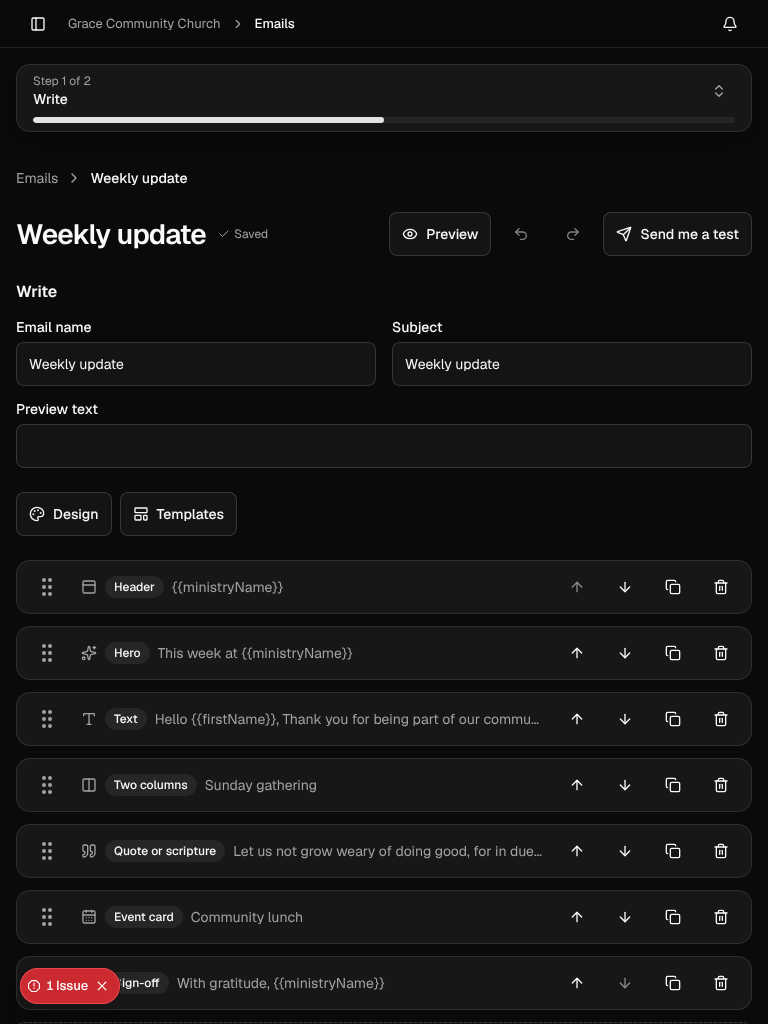 Grace Community Church > Emails
Step 1 of 2
Write
Emails > Weekly update
Weekly update ✓ Saved Preview Send me a test
Write
Email name Subject
Weekly update Weekly update
Preview text
Design Templates
Header {{ministryName}}
Hero This week at {{ministryName}}
Text Hello {{firstName}}, Thank you for being part of our commu...
Two columns Sunday gathering
Quote or scripture Let us not grow weary of doing good, for in due...
Event card Community lunch
ign-off With gratitude, {{ministryName}}
1 Issue